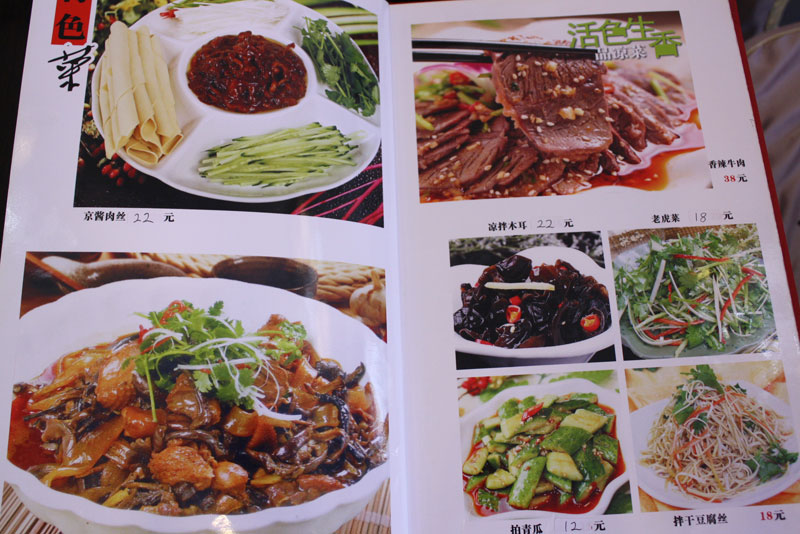 色
菜
京酱肉丝 22 元
活色生香
品凉菜
香辣牛肉
38元
凉拌木耳 22 元
老虎菜 18 元
拍青瓜 12 元
拌干豆腐丝 18元